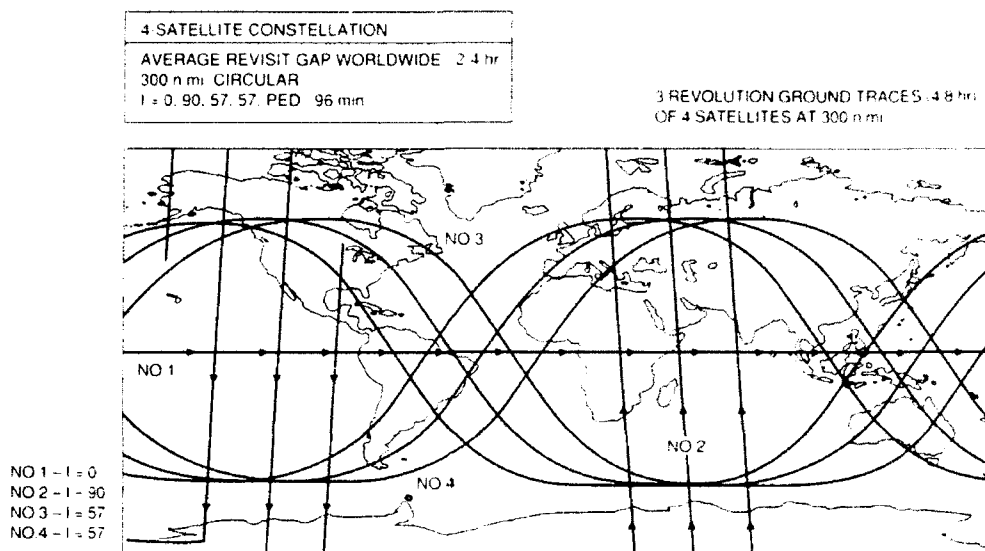 4-SATELLITE CONSTELLATION
AVERAGE REVISIT GAP WORLDWIDE 2.4 hr
300 n mi CIRCULAR
I = 0, 90, 57, 57, PED 96 min
3 REVOLUTION GROUND TRACES (4.8 hr)
OF 4 SATELLITES AT 300 n mi
NO 3
NO 1
NO 2
NO 4
NO 1 - I = 0
NO 2 - I - 90
NO 3 - I = 57
NO 4 - I = 57